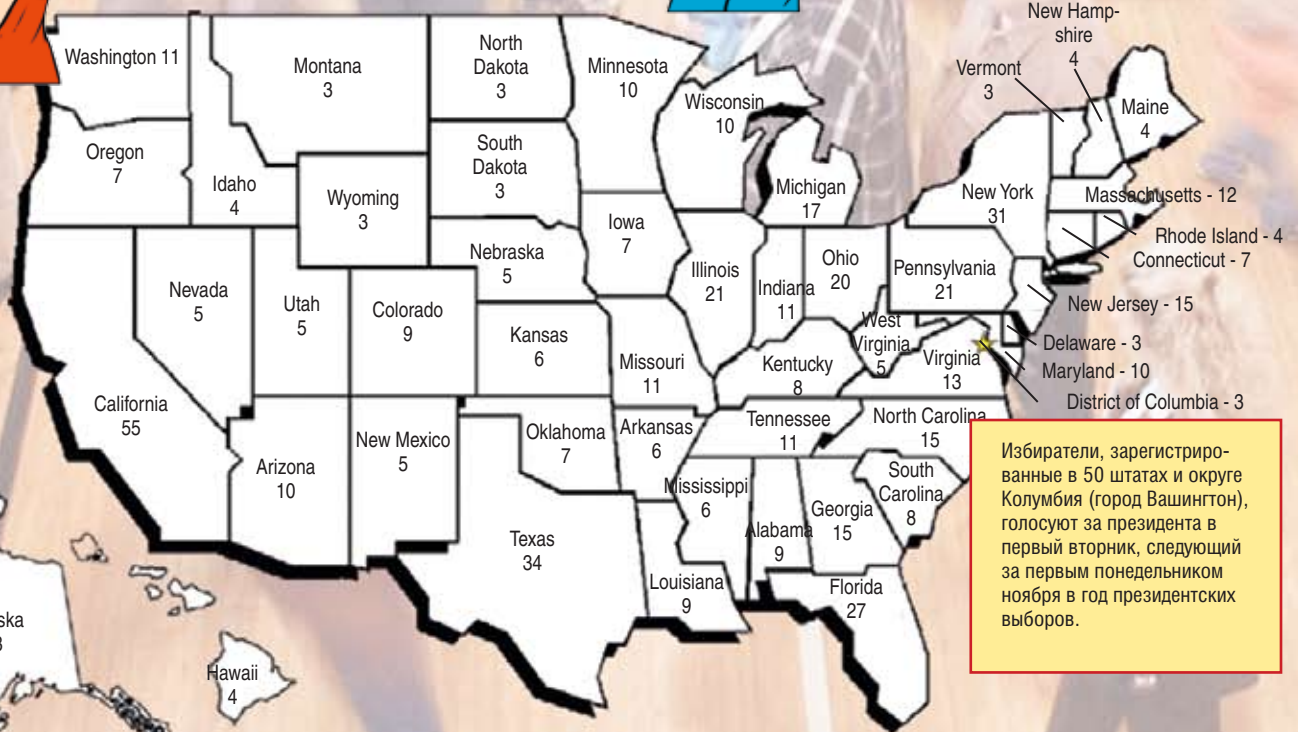 Washington 11
Oregon
7
California
55
Nevada
5
Idaho
4
Montana
3
Wyoming
3
Utah
5
Colorado
9
Arizona
10
New Mexico
5
North
Dakota
3
South
Dakota
3
Nebraska
5
Kansas
6
Oklahoma
7
Texas
34
Minnesota
10
Iowa
7
Missouri
11
Arkansas
6
Louisiana
9
Wisconsin
10
Illinois
21
Michigan
17
Indiana
11
Ohio
20
Kentucky
8
Tennessee
11
Mississippi
6
Alabama
9
Georgia
15
Florida
27
South
Carolina
8
North Carolina
15
Virginia
13
West
Virginia
5
Pennsylvania
21
New York
31
Vermont
3
New Hamp-
shire
4
Maine
4
Massachusetts - 12
Rhode Island - 4
Connecticut - 7
New Jersey - 15
Delaware - 3
Maryland - 10
District of Columbia - 3
ska
Hawaii
4
Избиратели, зарегистриро-
ванные в 50 штатах и округе
Колумбия (город Вашингтон),
голосуют за президента в
первый вторник, следующий
за первым понедельником
ноября в год президентских
выборов.